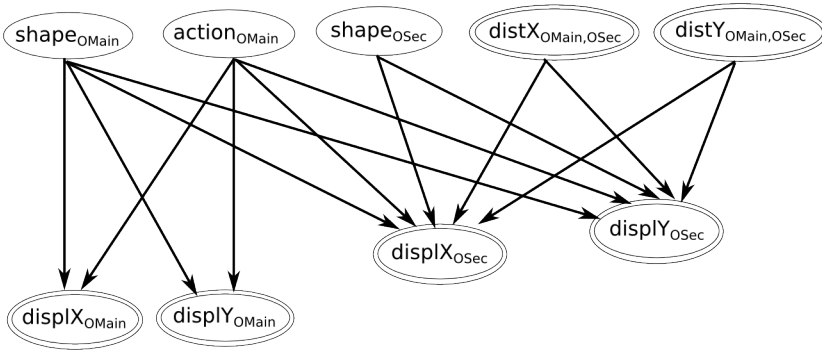 shapeOMain
actionOMain
shapeOSec
distXOMain,OSec
distYOMain,OSec
displXOSec
displYOSec
displXOMain
displYOMain